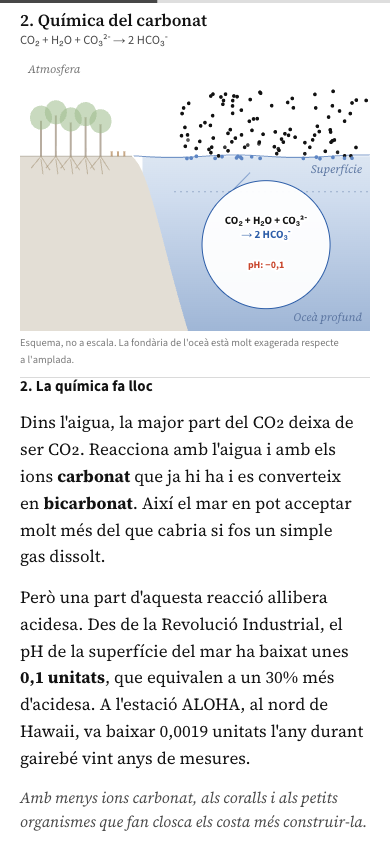 2. Química del carbonat
CO₂ + H₂O + CO₃²⁻ → 2 HCO₃⁻
Atmosfera
Superfície
CO₂ + H₂O + CO₃²⁻
→ 2 HCO₃⁻
pH: −0,1
Oceà profund
Esquema, no a escala. La fondària de l'oceà està molt exagerada respecte
a l'amplada.
2. La química fa lloc
Dins l'aigua, la major part del CO2 deixa de
ser CO2. Reacciona amb l'aigua i amb els
ions carbonat que ja hi ha i es converteix
en bicarbonat. Així el mar en pot acceptar
molt més del que cabria si fos un simple
gas dissolt.
Però una part d'aquesta reacció allibera
acidesa. Des de la Revolució Industrial, el
pH de la superfície del mar ha baixat unes
0,1 unitats, que equivalen a un 30% més
d'acidesa. A l'estació ALOHA, al nord de
Hawaii, va baixar 0,0019 unitats l'any durant
gairebé vint anys de mesures.
Amb menys ions carbonat, als coralls i als petits
organismes que fan closca els costa més construir-la.